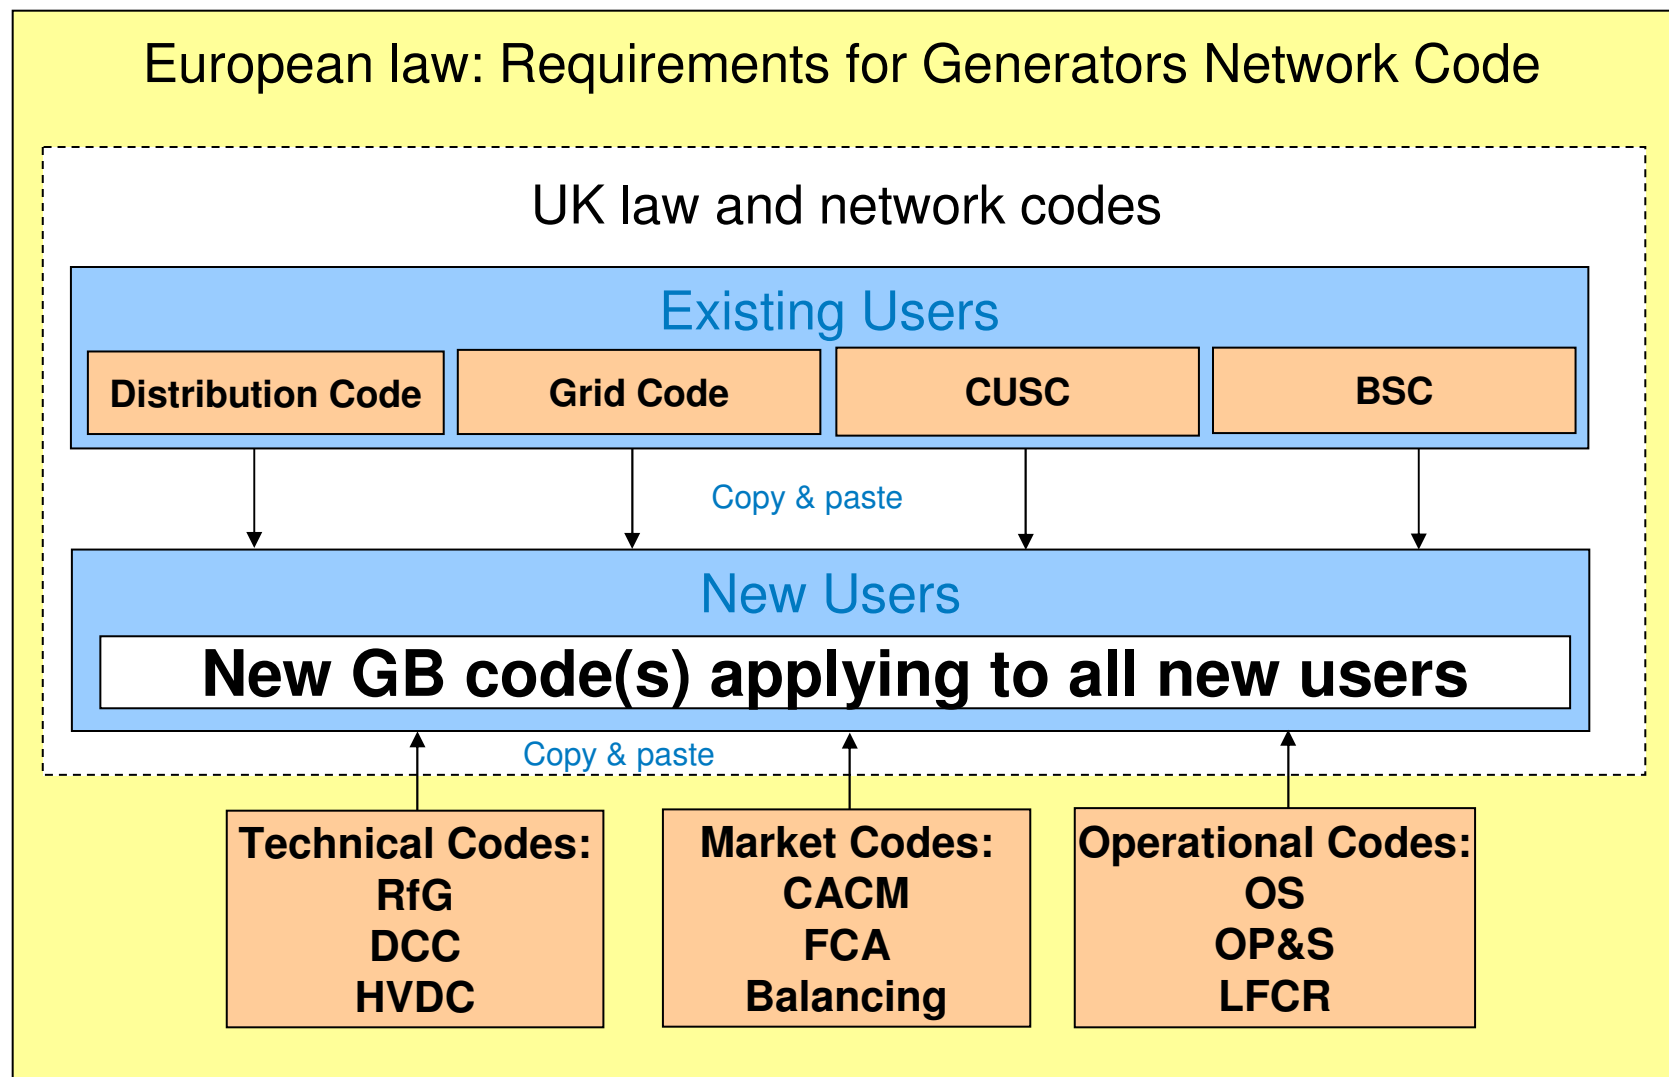 European law: Requirements for Generators Network Code
UK law and network codes
Existing Users
Distribution Code
Grid Code
CUSC
BSC
Copy & paste
New Users
New GB code(s) applying to all new users
Copy & paste
Technical Codes:
RfG
DCC
HVDC
Market Codes:
CACM
FCA
Balancing
Operational Codes:
OS
OP&S
LFCR